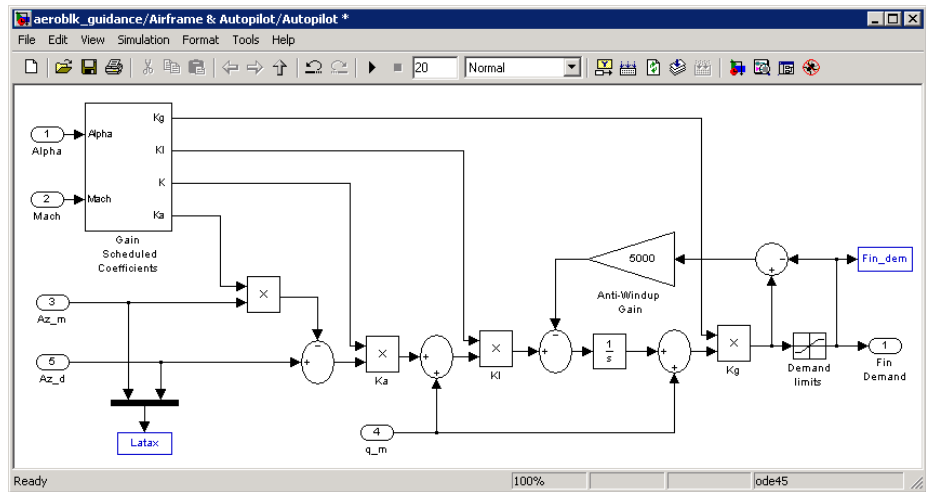 aeroblk_guidance/Airframe & Autopilot/Autopilot *
File Edit View Simulation Format Tools Help
20
Normal
1
Alpha
2
Mach
Alpha
Mach
Kg
KI
K
Ka
Gain
Scheduled
Coefficients
3
Az_m
5
Az_d
×
Latax
×
Ka
×
KI
4
q_m
5000
Anti-Windup
Gain
1
s
×
Kg
Demand
limits
Fin_dem
1
Fin
Demand
Ready
100%
ode45